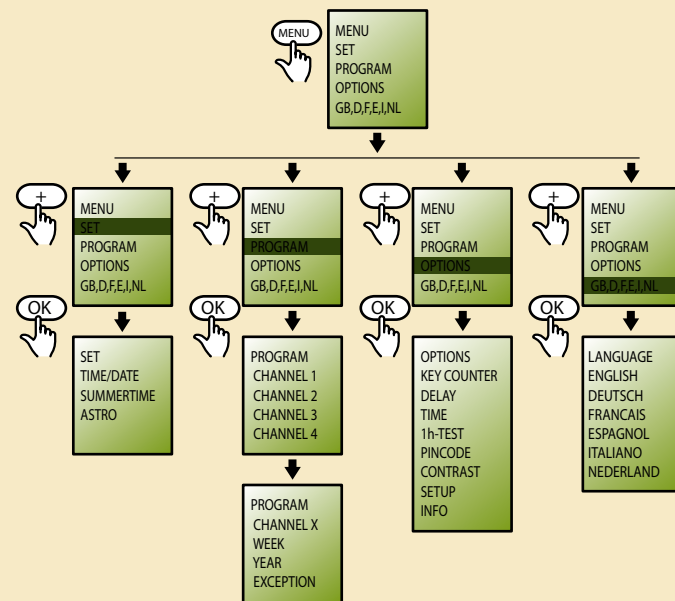 MENU
MENU
SET
PROGRAM
OPTIONS
GB,D,F,E,I,NL
+
MENU
SET
PROGRAM
OPTIONS
GB,D,F,E,I,NL
+
MENU
SET
PROGRAM
OPTIONS
GB,D,F,E,I,NL
+
MENU
SET
PROGRAM
OPTIONS
GB,D,F,E,I,NL
+
MENU
SET
PROGRAM
OPTIONS
GB,D,F,E,I,NL
OK
SET
TIME/DATE
SUMMERTIME
ASTRO
OK
PROGRAM
CHANNEL 1
CHANNEL 2
CHANNEL 3
CHANNEL 4
PROGRAM
CHANNEL X
WEEK
YEAR
EXCEPTION
OK
OPTIONS
KEY COUNTER
DELAY
TIME
1h-TEST
PINCODE
CONTRAST
SETUP
INFO
OK
LANGUAGE
ENGLISH
DEUTSCH
FRANCAIS
ESPAGNOL
ITALIANO
NEDERLAND